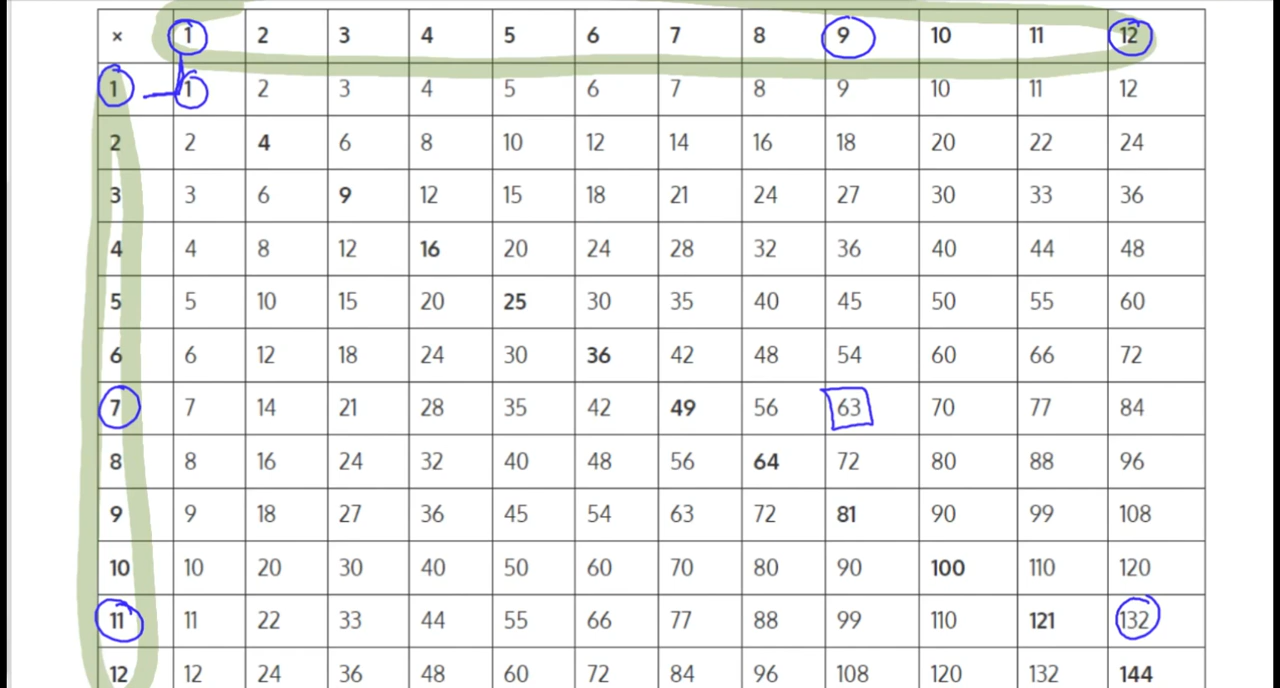 × 1 2 3 4 5 6 7 8 9 10 11 12
1 1 2 3 4 5 6 7 8 9 10 11 12
2 2 4 6 8 10 12 14 16 18 20 22 24
3 3 6 9 12 15 18 21 24 27 30 33 36
4 4 8 12 16 20 24 28 32 36 40 44 48
5 5 10 15 20 25 30 35 40 45 50 55 60
6 6 12 18 24 30 36 42 48 54 60 66 72
7 7 14 21 28 35 42 49 56 63 70 77 84
8 8 16 24 32 40 48 56 64 72 80 88 96
9 9 18 27 36 45 54 63 72 81 90 99 108
10 10 20 30 40 50 60 70 80 90 100 110 120
11 11 22 33 44 55 66 77 88 99 110 121 132
12 12 24 36 48 60 72 84 96 108 120 132 144